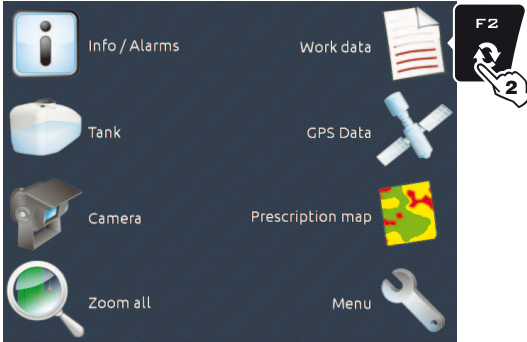 Info / Alarms
Work data
F2
2
Tank
GPS Data
Camera
Prescription map
Zoom all
Menu